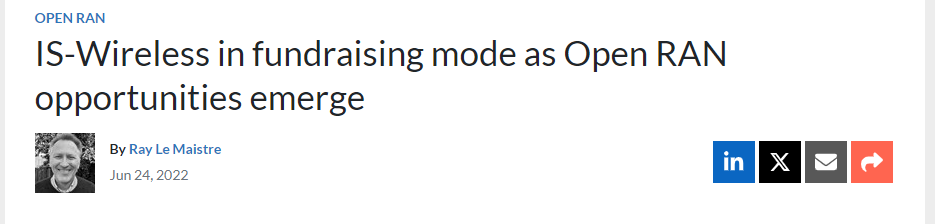 OPEN RAN
IS-Wireless in fundraising mode as Open RAN
opportunities emerge
By Ray Le Maistre
Jun 24, 2022
in
X